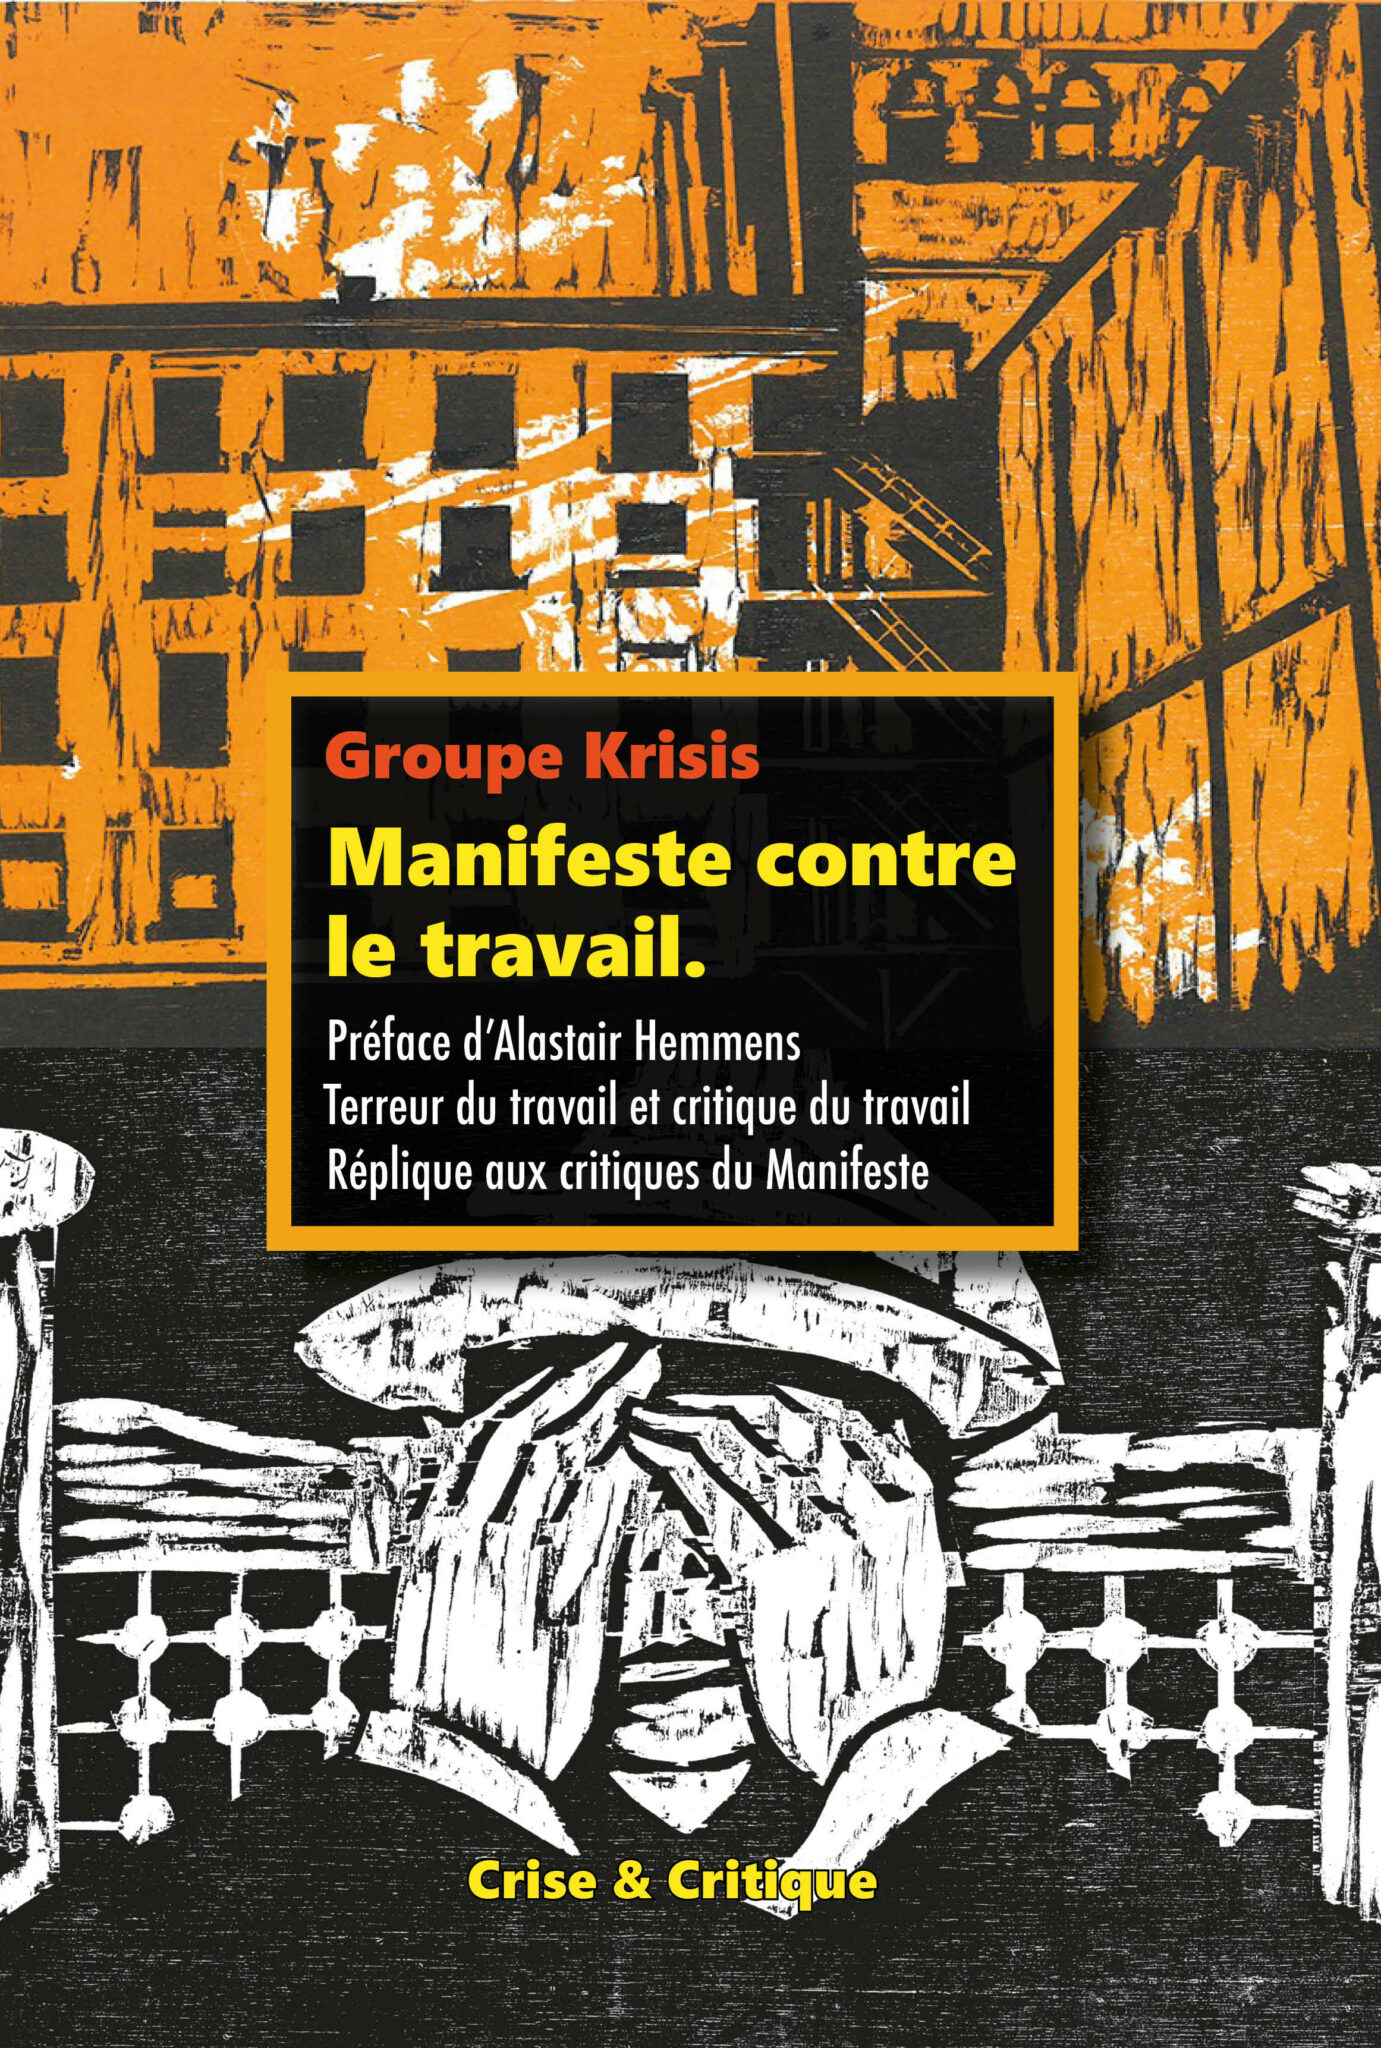 Groupe Krisis
Manifeste contre
le travail.
Préface d’Alastair Hemmens
Terreur du travail et critique du travail
Réplique aux critiques du Manifeste
Crise & Critique